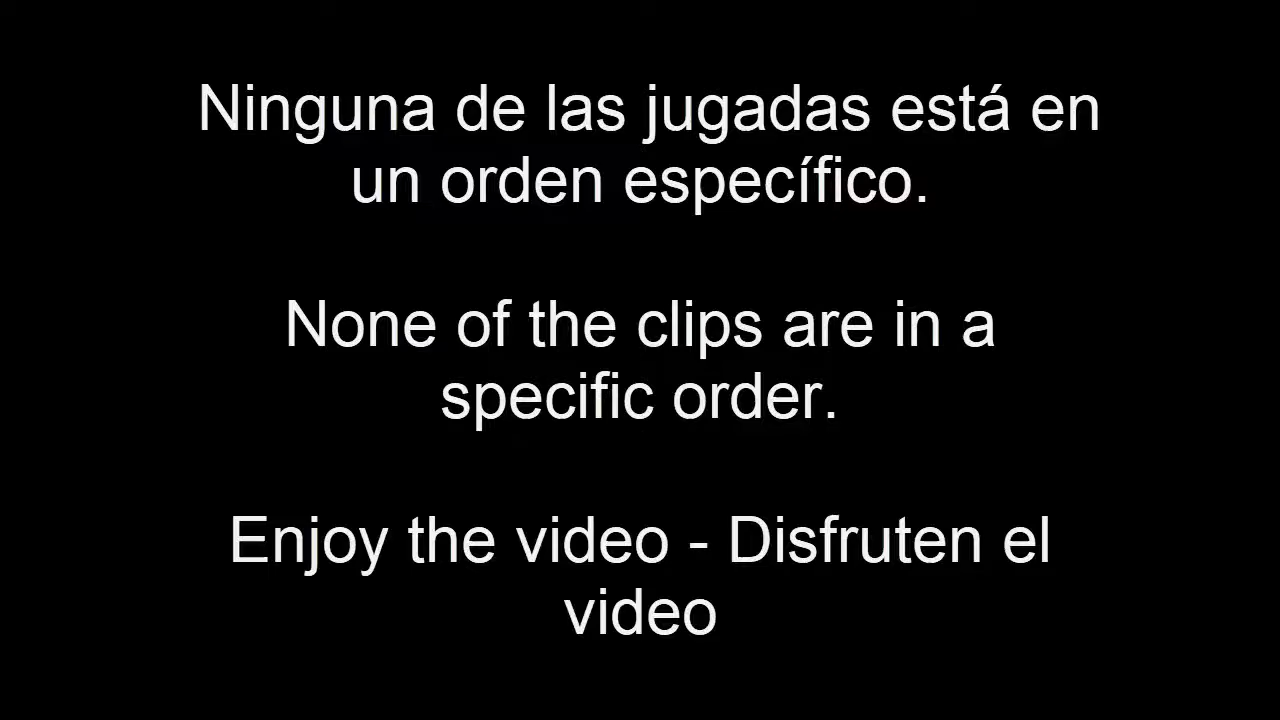 Ninguna de las jugadas está en
un orden específico.
None of the clips are in a
specific order.
Enjoy the video - Disfruten el
video